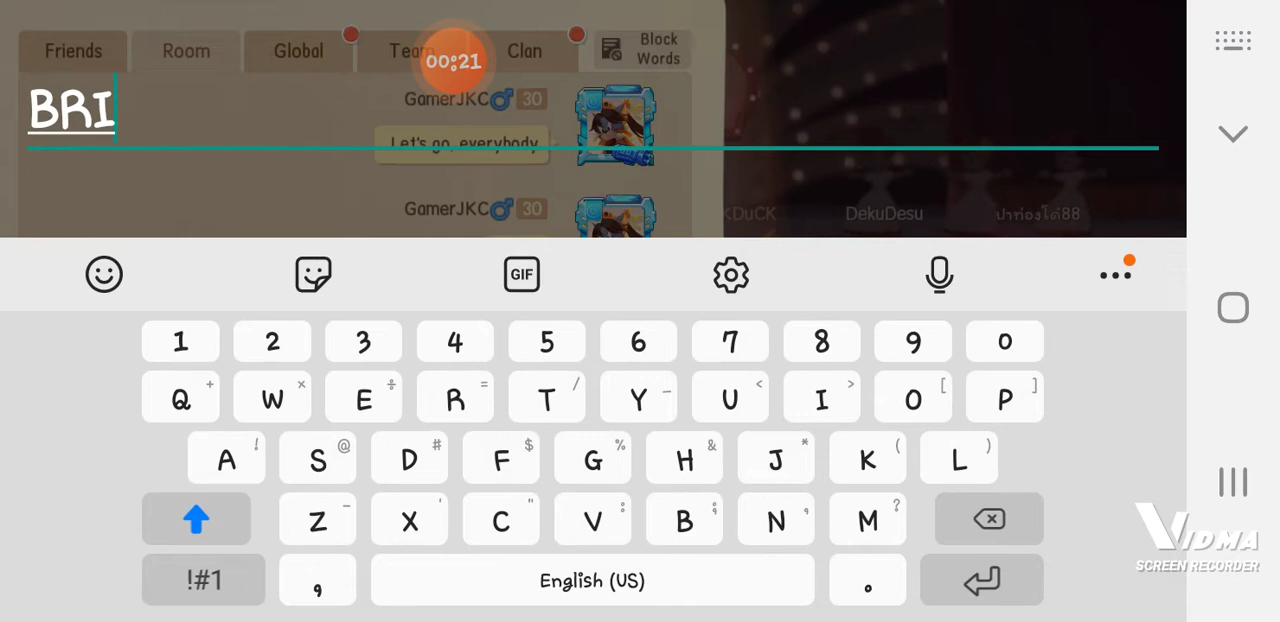 Friends Room Global Team Clan Block Words
00:21
BRI
GamerJKC♂ 30
Let's go, everybody
GamerJKC♂ 30
DuCK DekuDesu ปาท่องโก๋88
GIF
1 2 3 4 5 6 7 8 9 0
Q + W × E ÷ R = T / Y _ U < I > O [ P ]
A ! S @ D # F $ G % H & J * K ( L )
Z - X ' C " V : B ; N , M ?
!#1 , English (US) .
VIDMA
SCREEN RECORDER